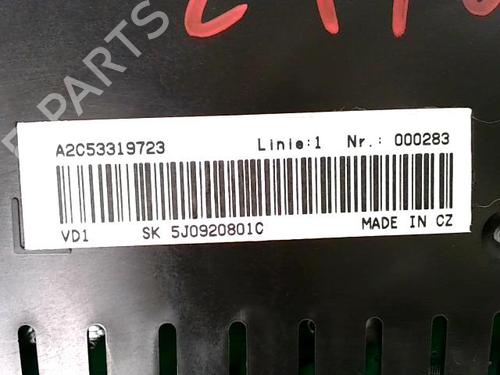 A2C53319723 Linie:1 Nr.: 000283
VD1 SK 5J0920801C MADE IN CZ
B-PARTS